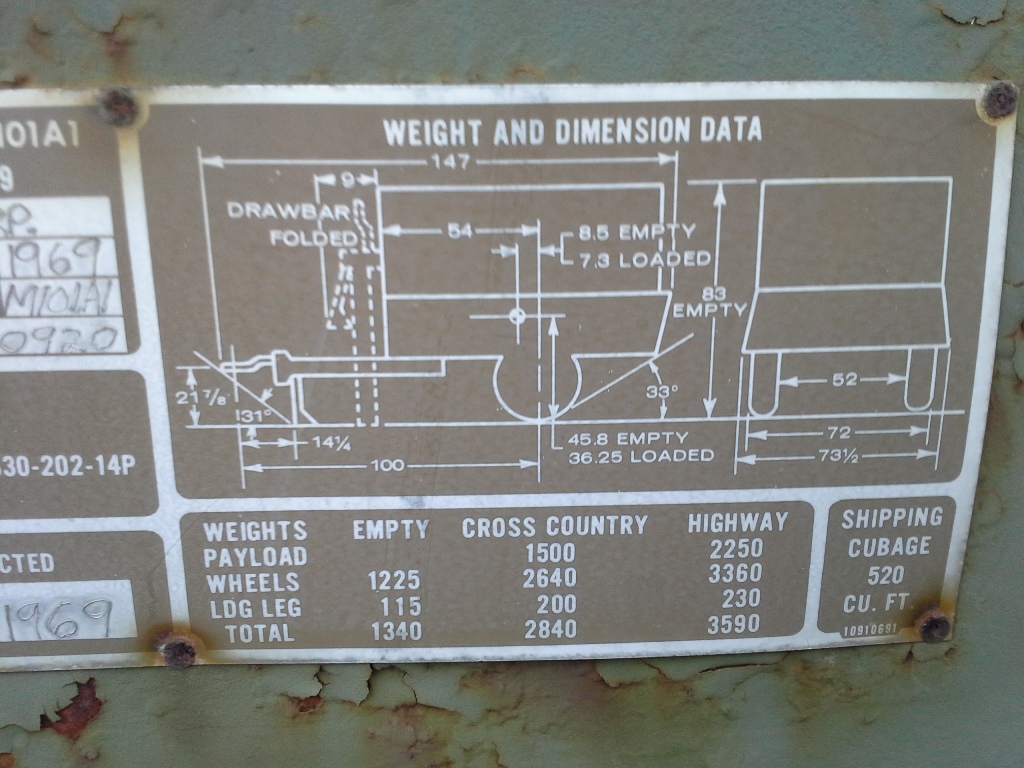 M101A1
9
RP.
1969
M101A1
0920
330-202-14P
CTED
1969
WEIGHT AND DIMENSION DATA
147
9
DRAWBAR
FOLDED
54
8.5 EMPTY
7.3 LOADED
83
EMPTY
21 7/8
31°
33°
52
14¼
45.8 EMPTY
36.25 LOADED
72
100
73½
WEIGHTS EMPTY CROSS COUNTRY HIGHWAY
PAYLOAD 1500 2250
WHEELS 1225 2640 3360
LDG LEG 115 200 230
TOTAL 1340 2840 3590
SHIPPING
CUBAGE
520
CU. FT.
10910691